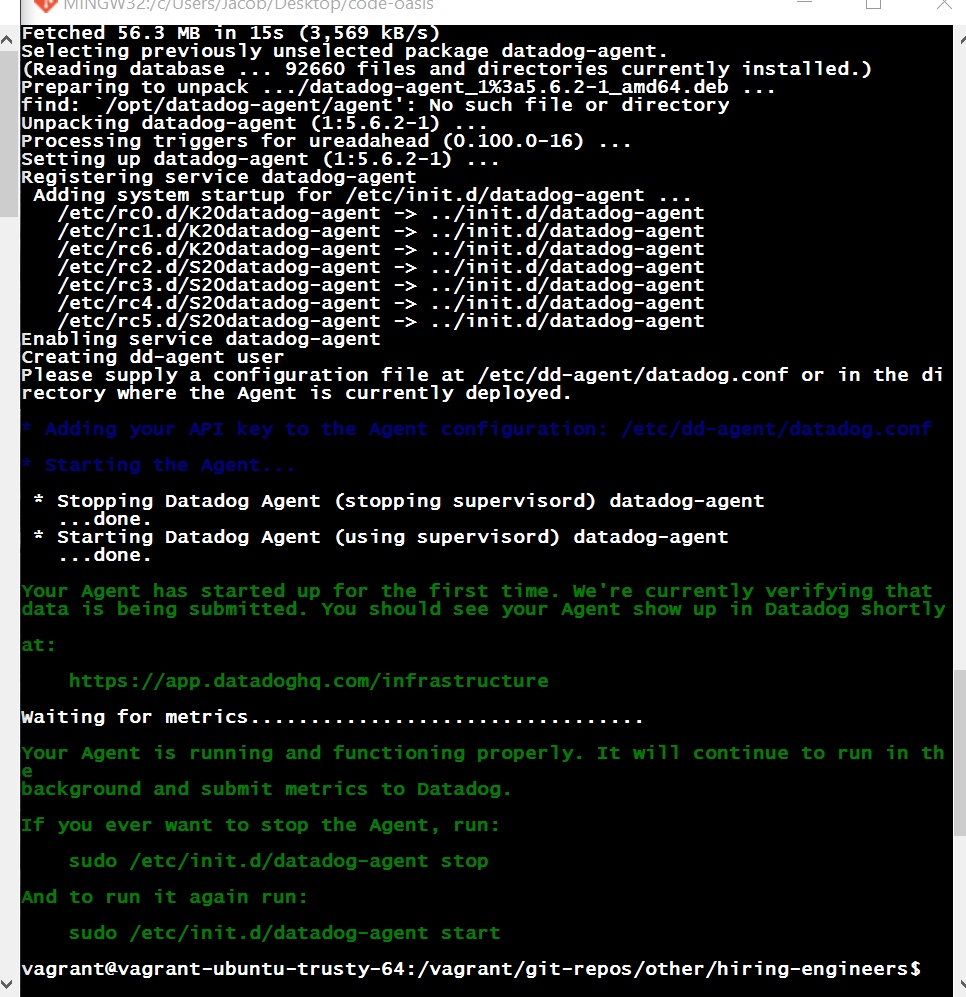 MINGW32:/c/Users/Jacob/Desktop/code-oasis
Fetched 56.3 MB in 15s (3,569 kB/s)
Selecting previously unselected package datadog-agent.
(Reading database ... 92660 files and directories currently installed.)
Preparing to unpack .../datadog-agent_1%3a5.6.2-1_amd64.deb ...
find: `/opt/datadog-agent/agent': No such file or directory
Unpacking datadog-agent (1:5.6.2-1) ...
Processing triggers for ureadahead (0.100.0-16) ...
Setting up datadog-agent (1:5.6.2-1) ...
Registering service datadog-agent
 Adding system startup for /etc/init.d/datadog-agent ...
   /etc/rc0.d/K20datadog-agent -> ../init.d/datadog-agent
   /etc/rc1.d/K20datadog-agent -> ../init.d/datadog-agent
   /etc/rc6.d/K20datadog-agent -> ../init.d/datadog-agent
   /etc/rc2.d/S20datadog-agent -> ../init.d/datadog-agent
   /etc/rc3.d/S20datadog-agent -> ../init.d/datadog-agent
   /etc/rc4.d/S20datadog-agent -> ../init.d/datadog-agent
   /etc/rc5.d/S20datadog-agent -> ../init.d/datadog-agent
Enabling service datadog-agent
Creating dd-agent user
Please supply a configuration file at /etc/dd-agent/datadog.conf or in the di
rectory where the Agent is currently deployed.
* Adding your API key to the Agent configuration: /etc/dd-agent/datadog.conf
* Starting the Agent...
 * Stopping Datadog Agent (stopping supervisord) datadog-agent
   ...done.
 * Starting Datadog Agent (using supervisord) datadog-agent
   ...done.
Your Agent has started up for the first time. We're currently verifying that
data is being submitted. You should see your Agent show up in Datadog shortly
at:
    https://app.datadoghq.com/infrastructure
Waiting for metrics.................................
Your Agent is running and functioning properly. It will continue to run in th
e
background and submit metrics to Datadog.
If you ever want to stop the Agent, run:
    sudo /etc/init.d/datadog-agent stop
And to run it again run:
    sudo /etc/init.d/datadog-agent start
vagrant@vagrant-ubuntu-trusty-64:/vagrant/git-repos/other/hiring-engineers$